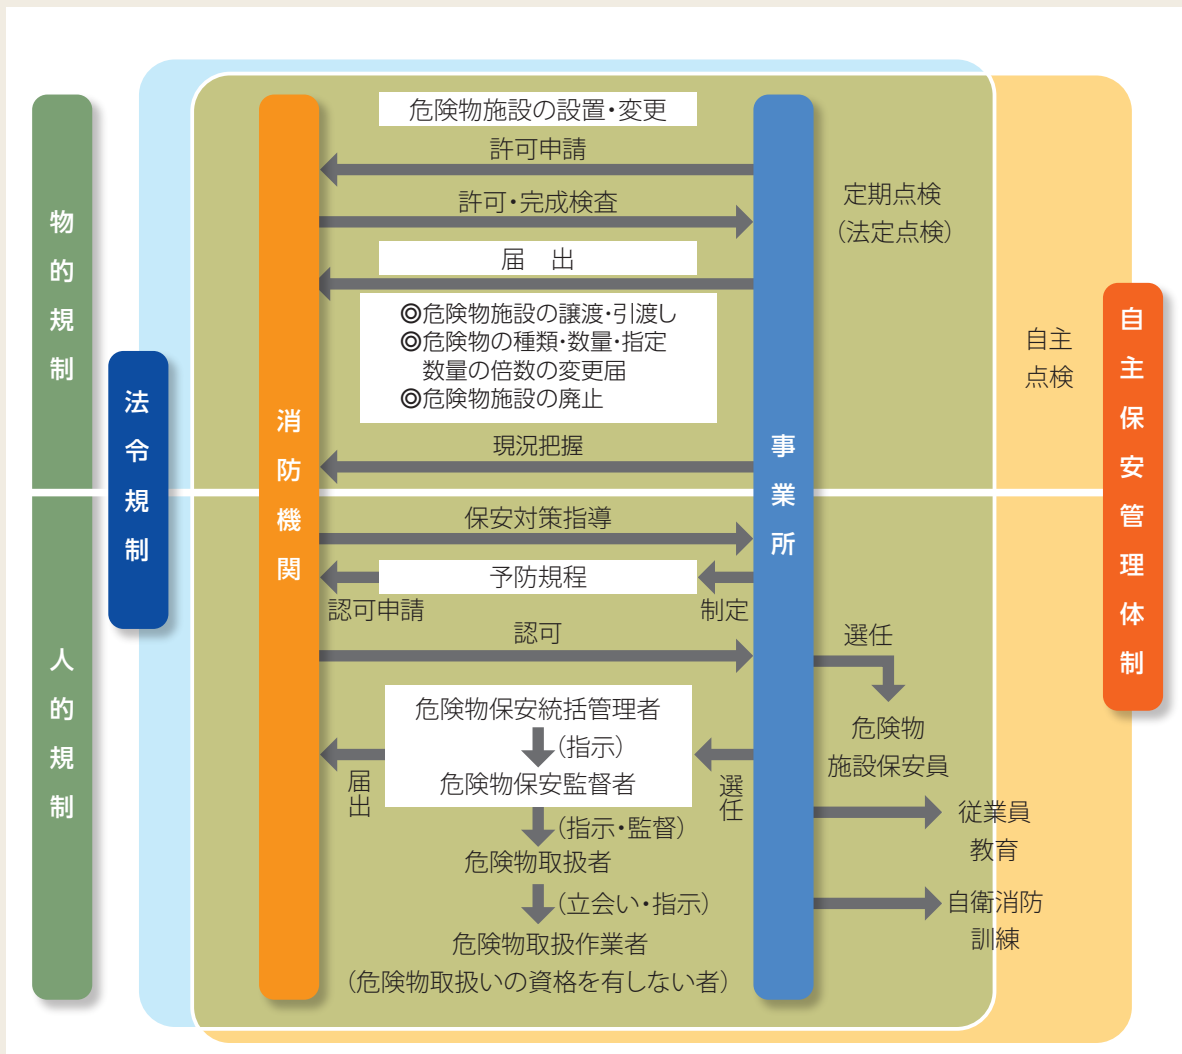 物的規制
人的規制
法令規制
消防機関
危険物施設の設置・変更
許可申請
許可・完成検査
届　出
◎危険物施設の譲渡・引渡し
◎危険物の種類・数量・指定
数量の倍数の変更届
◎危険物施設の廃止
現況把握
保安対策指導
予防規程
認可申請
制定
認可
危険物保安統括管理者
（指示）
危険物保安監督者
届出
選任
（指示・監督）
危険物取扱者
（立会い・指示）
危険物取扱作業者
（危険物取扱いの資格を有しない者）
事業所
定期点検
（法定点検）
自主
点検
選任
危険物
施設保安員
従業員
教育
自衛消防
訓練
自主保安管理体制